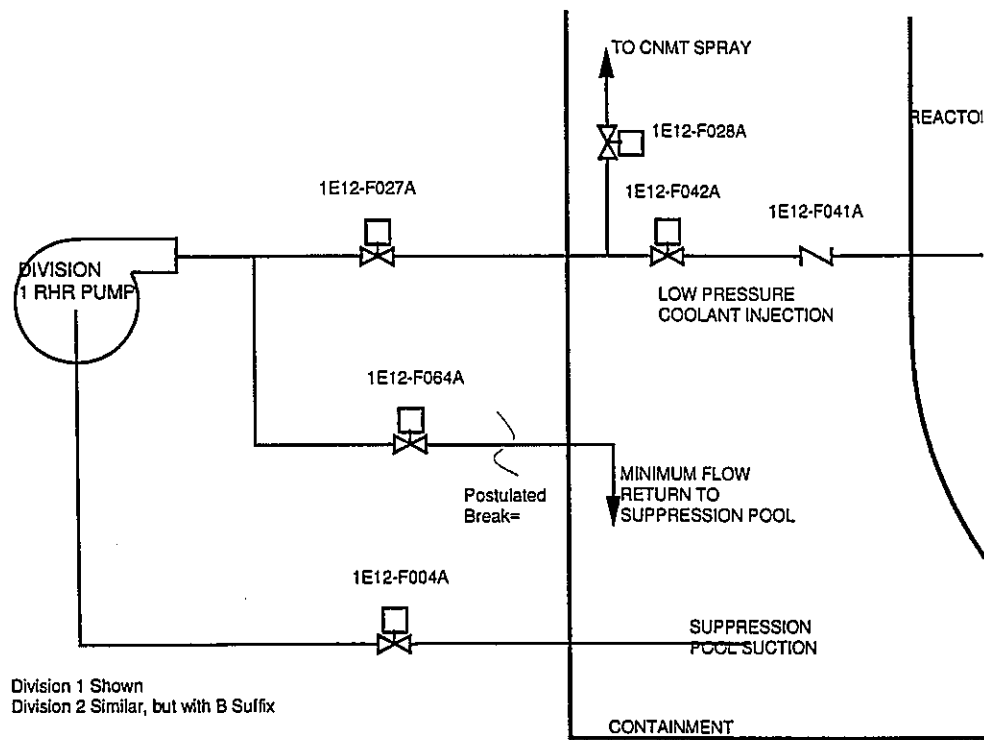 TO CNMT SPRAY
1E12-F028A
REACTO
1E12-F027A
1E12-F042A
1E12-F041A
DIVISION
1 RHR PUMP
LOW PRESSURE
COOLANT INJECTION
1E12-F064A
Postulated
Break=
MINIMUM FLOW
RETURN TO
SUPPRESSION POOL
1E12-F004A
SUPPRESSION
POOL SUCTION
Division 1 Shown
Division 2 Similar, but with B Suffix
CONTAINMENT